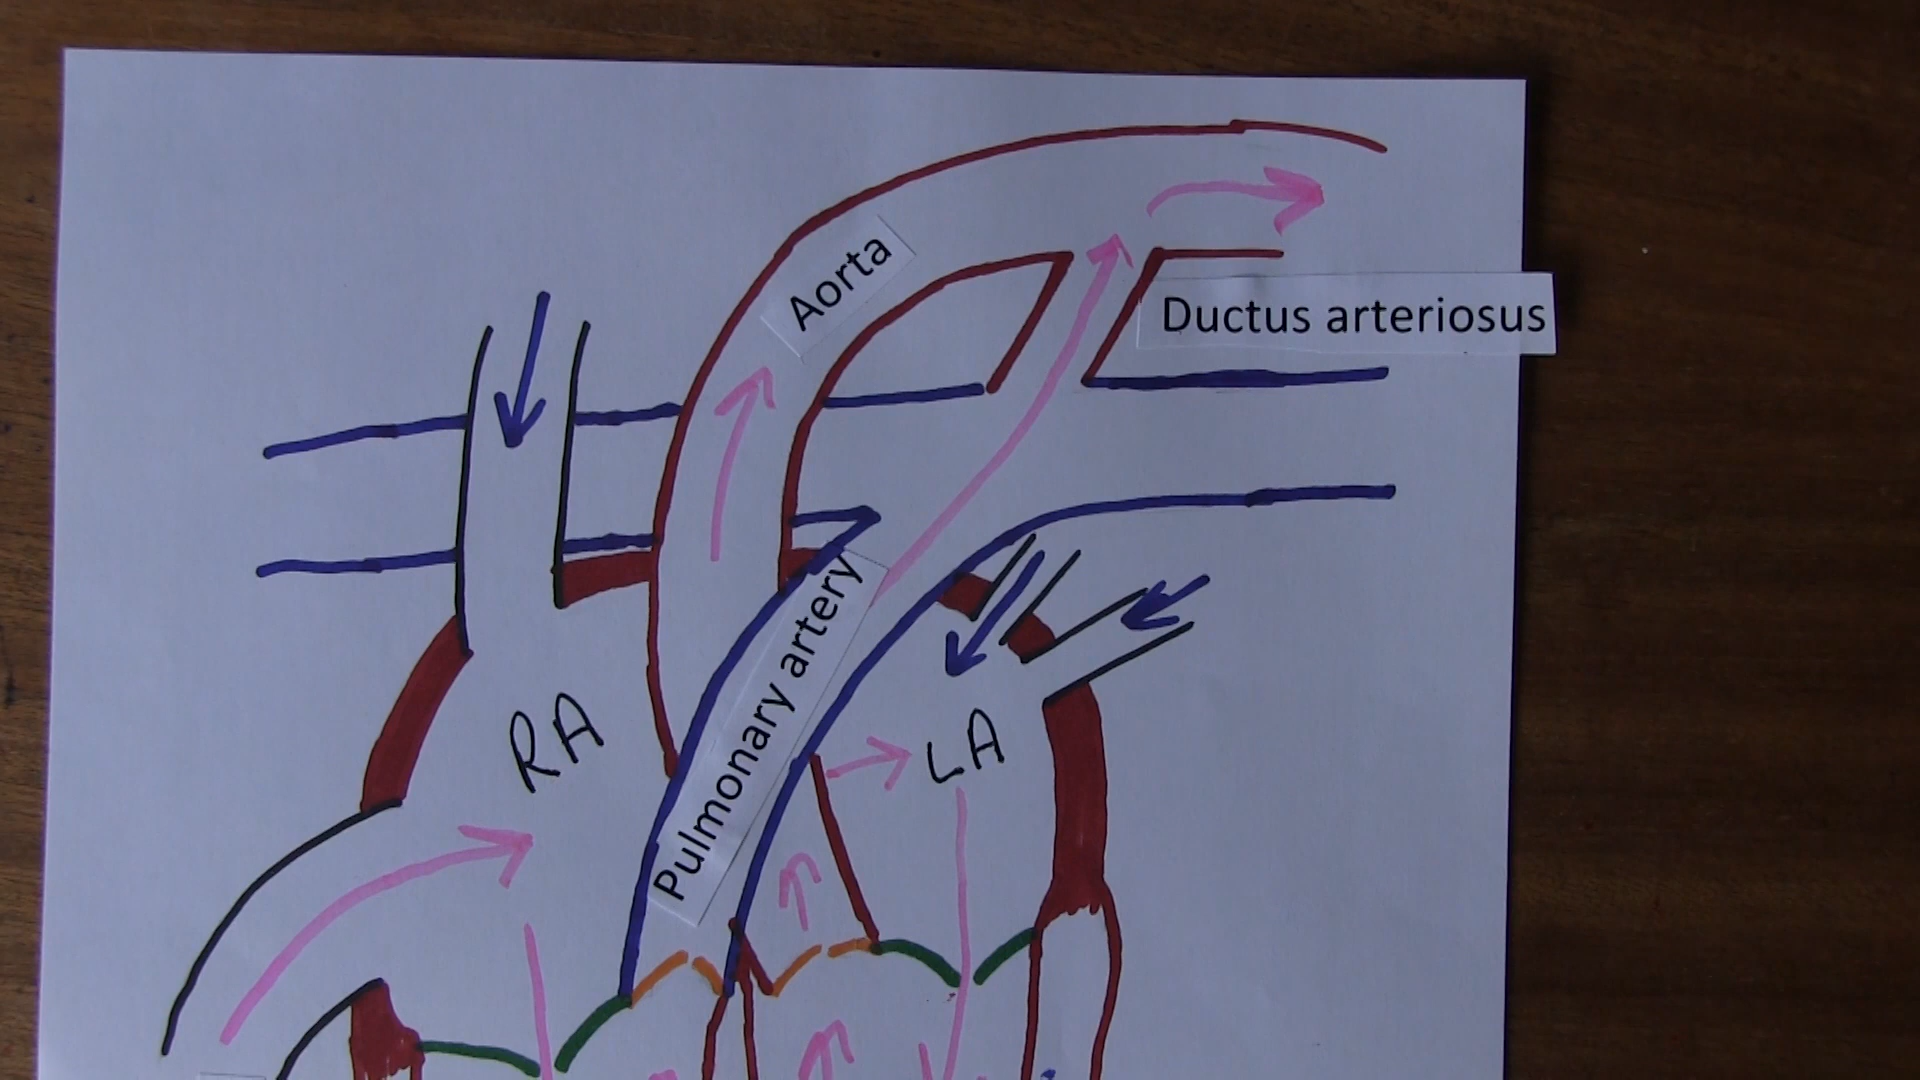 Aorta
Ductus arteriosus
Pulmonary artery
RA
LA